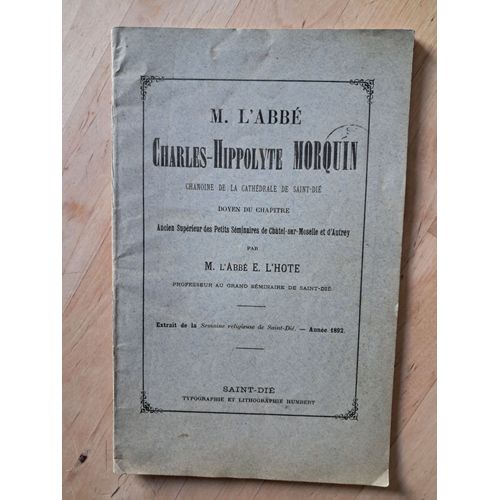 M. L'ABBÉ
CHARLES-HIPPOLYTE MORQUIN
CHANOINE DE LA CATHÉDRALE DE SAINT-DIÉ
DOYEN DU CHAPITRE
Ancien Supérieur des Petits Séminaires de Châtel-sur-Moselle et d'Autrey
PAR
M. L'ABBÉ E. L'HOTE
PROFESSEUR AU GRAND SÉMINAIRE DE SAINT-DIÉ
Extrait de la Semaine religieuse de Saint-Dié. — Année 1892.
SAINT-DIÉ
TYPOGRAPHIE ET LITHOGRAPHIE HUMBERT